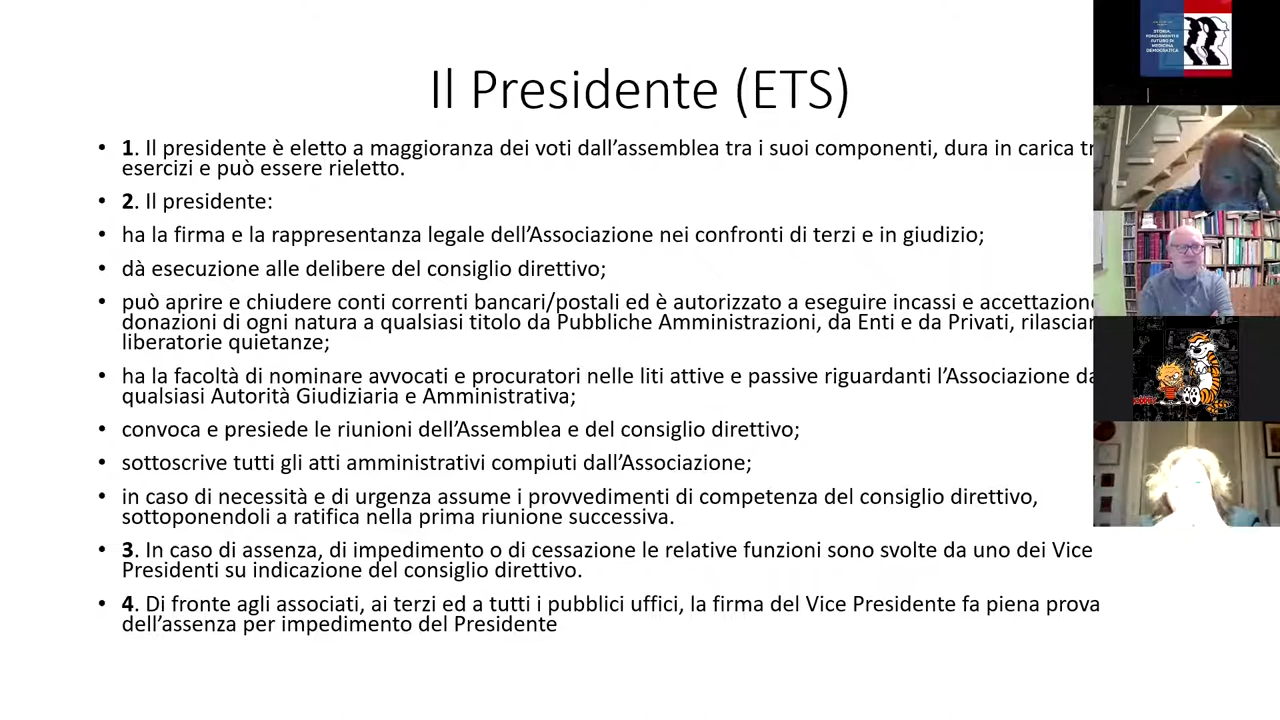 Il Presidente (ETS)
• 1. Il presidente è eletto a maggioranza dei voti dall'assemblea tra i suoi componenti, dura in carica
esercizi e può essere rieletto.
• 2. Il presidente:
• ha la firma e la rappresentanza legale dell'Associazione nei confronti di terzi e in giudizio;
• dà esecuzione alle delibere del consiglio direttivo;
• può aprire e chiudere conti correnti bancari/postali ed è autorizzato a eseguire incassi e accettazione
donazioni di ogni natura a qualsiasi titolo da Pubbliche Amministrazioni, da Enti e da Privati,
liberatorie quietanze;
• ha la facoltà di nominare avvocati e procuratori nelle liti attive e passive riguardanti l'Associazione
qualsiasi Autorità Giudiziaria e Amministrativa;
• convoca e presiede le riunioni dell'Assemblea e del consiglio direttivo;
• sottoscrive tutti gli atti amministrativi compiuti dall'Associazione;
• in caso di necessità e di urgenza assume i provvedimenti di competenza del consiglio direttivo,
sottoponendoli a ratifica nella prima riunione successiva.
• 3. In caso di assenza, di impedimento o di cessazione le relative funzioni sono svolte da uno dei Vice
Presidenti su indicazione del consiglio direttivo.
• 4. Di fronte agli associati, ai terzi ed a tutti i pubblici uffici, la firma del Vice Presidente fa piena prova
dell'assenza per impedimento del Presidente
STORIA,
FONDAMENTI E
FUTURO DI
MEDICINA
DEMOCRATICA